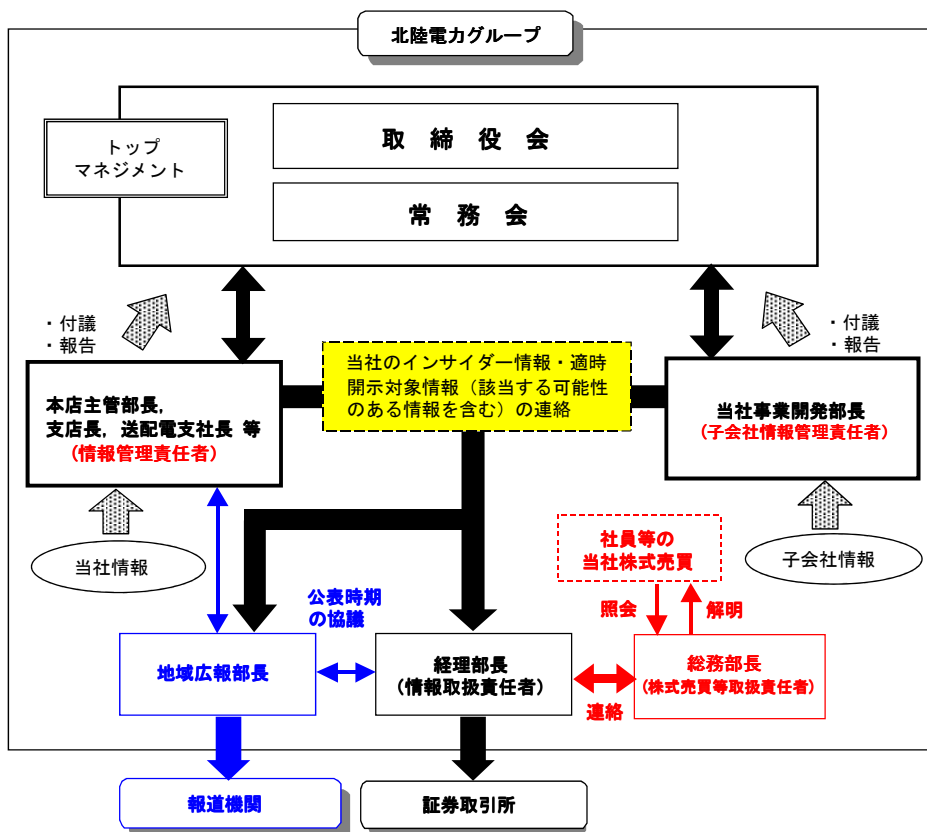 北陸電力グループ
トップ
マネジメント
取締役会
常務会
・付議
・報告
・付議
・報告
当社のインサイダー情報・適時
開示対象情報（該当する可能性
のある情報を含む）の連絡
本店主管部長，
支店長，送配電支社長 等
（情報管理責任者）
当社事業開発部長
（子会社情報管理責任者）
当社情報
子会社情報
社員等の
当社株式売買
照会
解明
公表時期
の協議
地域広報部長
経理部長
（情報取扱責任者）
総務部長
（株式売買等取扱責任者）
連絡
報道機関
証券取引所